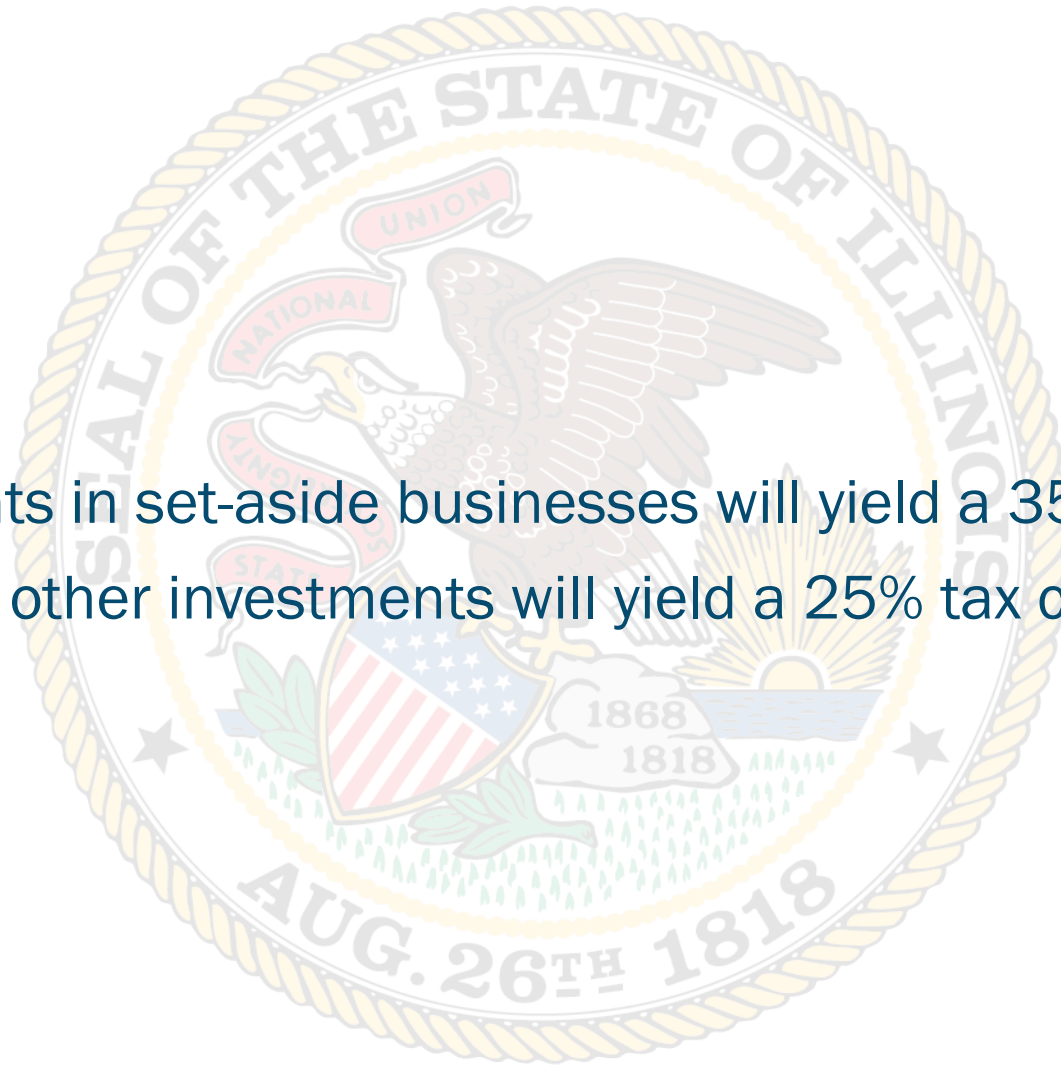 SEAL OF THE STATE OF ILLINOIS
NATIONAL
UNION
STATE
SOVEREIGNTY
ts in set-aside businesses will yield a 35
other investments will yield a 25% tax c
1868
1818
AUG. 26TH 1818